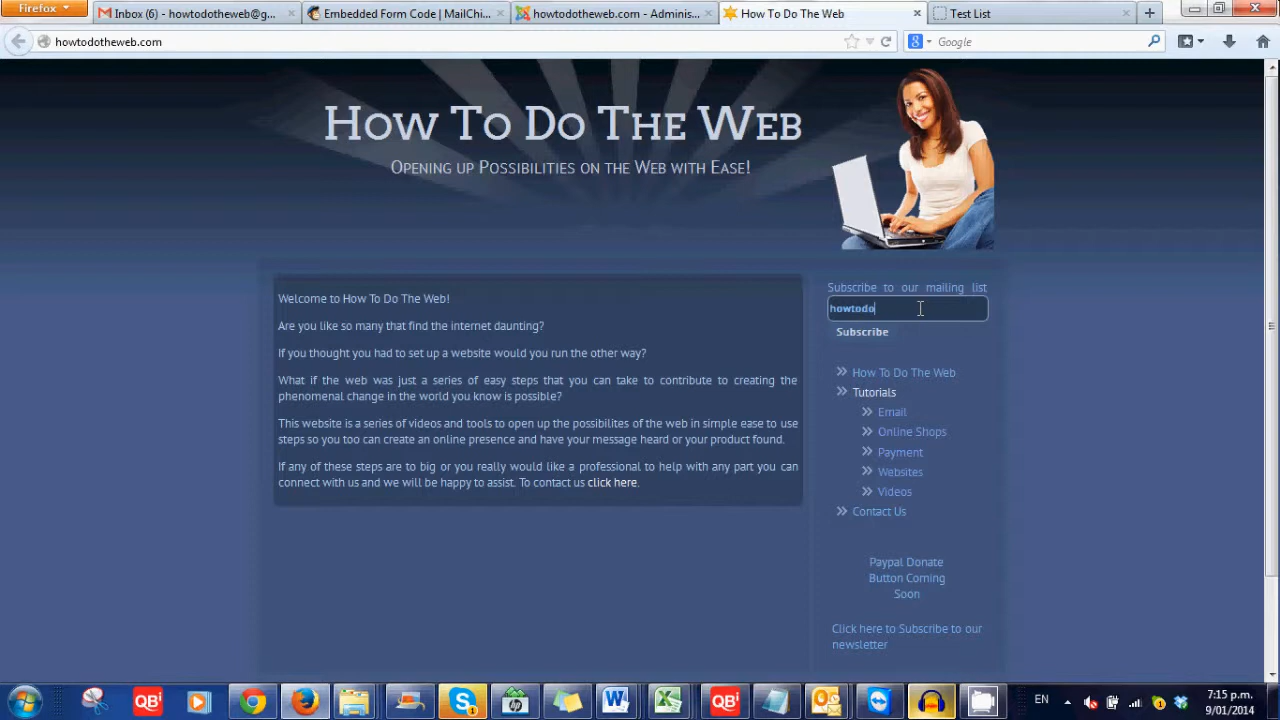 Firefox
Inbox (6) - howtodotheweb@g...
Embedded Form Code | MailChi...
howtodotheweb.com - Adminis...
How To Do The Web
Test List
howtodotheweb.com
Google
How To Do The Web
Opening up Possibilities on the Web with Ease!
Welcome to How To Do The Web!
Are you like so many that find the internet daunting?
If you thought you had to set up a website would you run the other way?
What if the web was just a series of easy steps that you can take to contribute to creating the
phenomenal change in the world you know is possible?
This website is a series of videos and tools to open up the possibilites of the web in simple ease to use
steps so you too can create an online presence and have your message heard or your product found.
If any of these steps are to big or you really would like a professional to help with any part you can
connect with us and we will be happy to assist. To contact us click here.
Subscribe to our mailing list
howtodo
Subscribe
How To Do The Web
Tutorials
Email
Online Shops
Payment
Websites
Videos
Contact Us
Paypal Donate
Button Coming
Soon
Click here to Subscribe to our
newsletter
EN
7:15 p.m.
9/01/2014